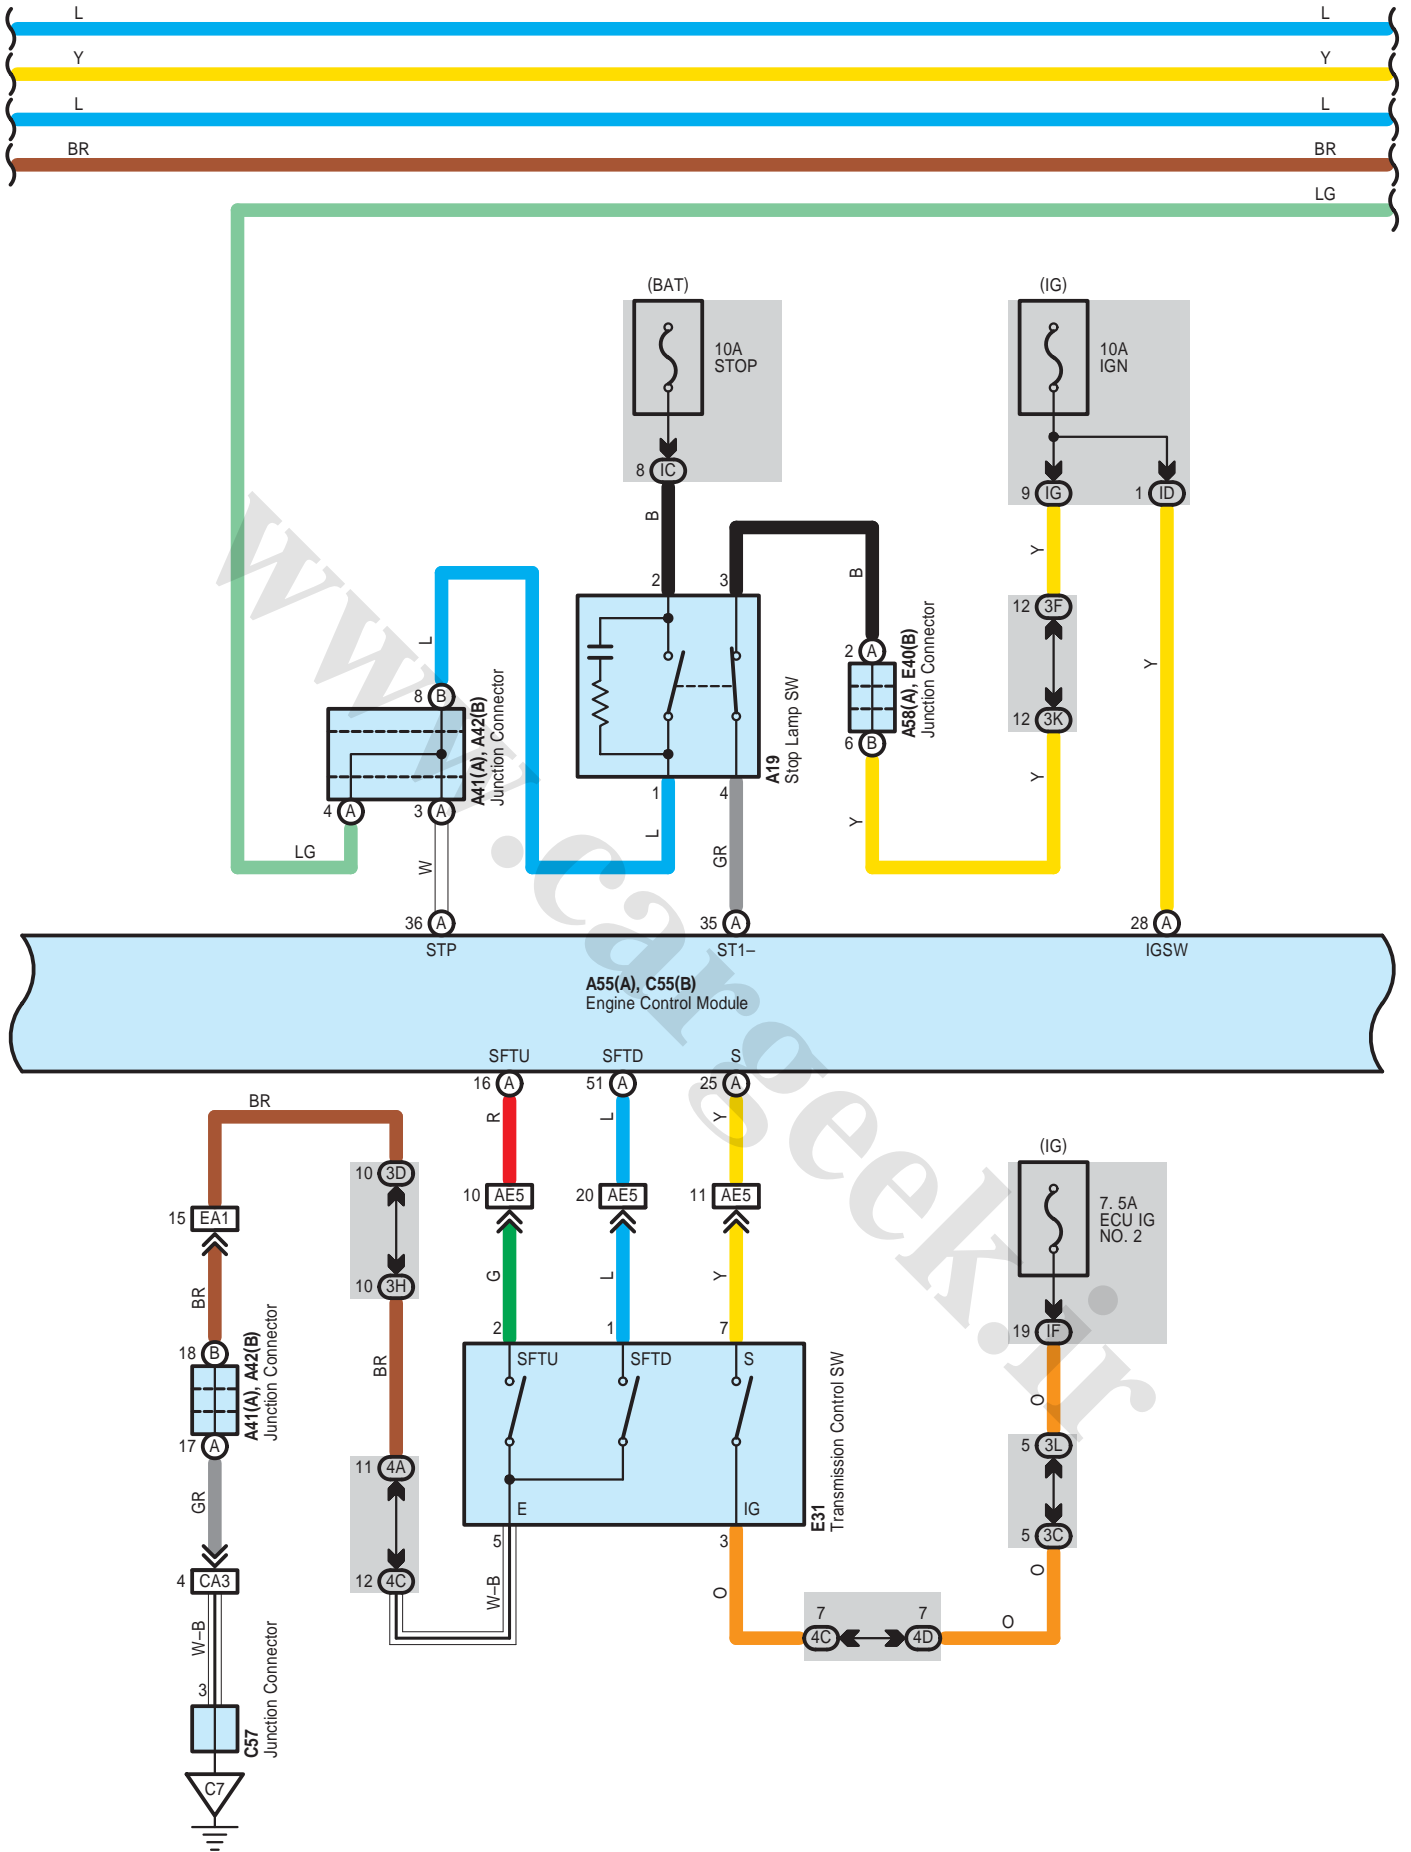 L L
Y Y
L L
BR BR
LG
(BAT) (IG)
10A
STOP
10A
IGN
8 IC
9 IG 1 ID
B
B
Y
2 3
12 3F
L
2 A
A58(A), E40(B)
Junction Connector
Y
8 B
A41(A), A42(B)
Junction Connector
A19
Stop Lamp SW
12 3K
6 B
Y
4 A 3 A
1 4
LG
W
L
GR
Y
36 A 35 A 28 A
STP ST1– IGSW
A55(A), C55(B)
Engine Control Module
SFTU SFTD S
16 A 51 A 25 A
BR
R L Y
(IG)
10 3D
10 AE5 20 AE5 11 AE5
15 EA1
7. 5A
ECU IG
NO. 2
BR
G L Y
10 3H
2 1 7
19 IF
18 B
A41(A), A42(B)
Junction Connector
BR
SFTU SFTD S
O
17 A
11 4A
5 3L
GR
E IG
E31
Transmission Control SW
5 3
5 3C
4 CA3
12 4C
W–B
O
O
W–B
7 7
4C 4D
O
3
C57
Junction Connector
C7
www.cargeek.ir